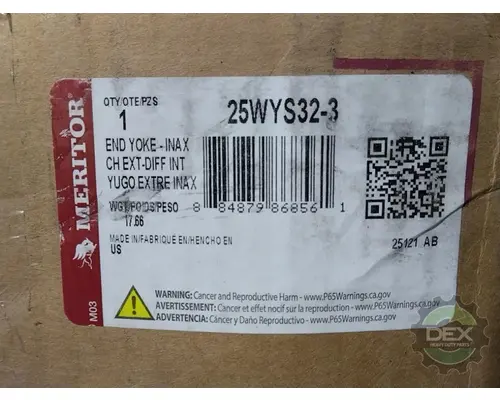 MERITOR
M03
QTY/QTE/PZS
1
25WYS32-3
END YOKE - INAX
CH EXT-DIFF INT
YUGO EXTRE INAX
WGT/POIDS/PESO
17.66
8 84879 86856 1
MADE IN/FABRIQUÉ EN/HENCHO EN
US
25121 AB
WARNING: Cancer and Reproductive Harm - www.P65Warnings.ca.gov
AVERTISSEMENT: Cancer et effet nocif sur la reproduction - www.P65Warnings.ca.gov
ADVERTENCIA: Cáncer y Daño Reproductivo - www.P65Warnings.ca.gov
DEX
HEAVY DUTY PARTS